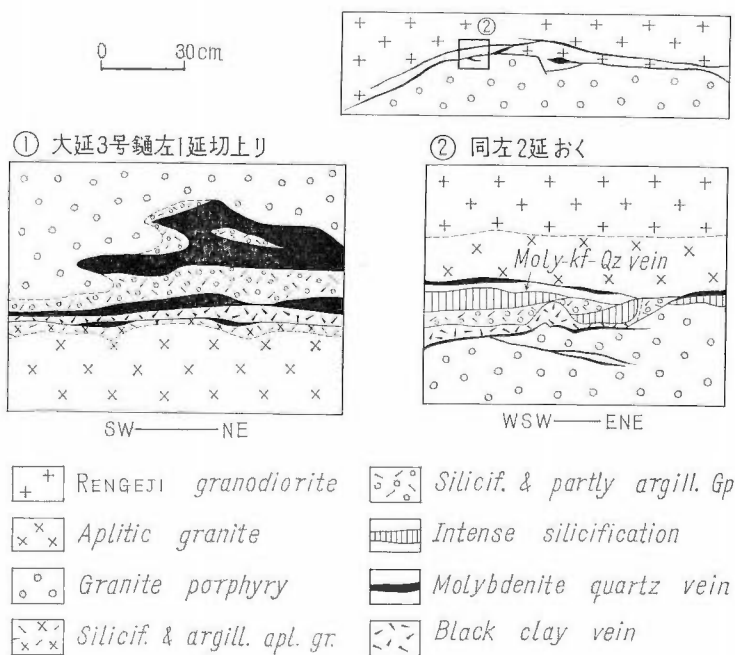 0 30cm
②
① 大延3号鎚左1延切上り
② 同左2延おく
Moly-kf-Qz vein
SW——NE
WSW——ENE
RENGEJI granodiorite
Aplitic granite
Granite porphyry
Silicif. & argill. apl. gr.
Silicif. & partly argill. Gp
Intense silicification
Molybdenite quartz vein
Black clay vein